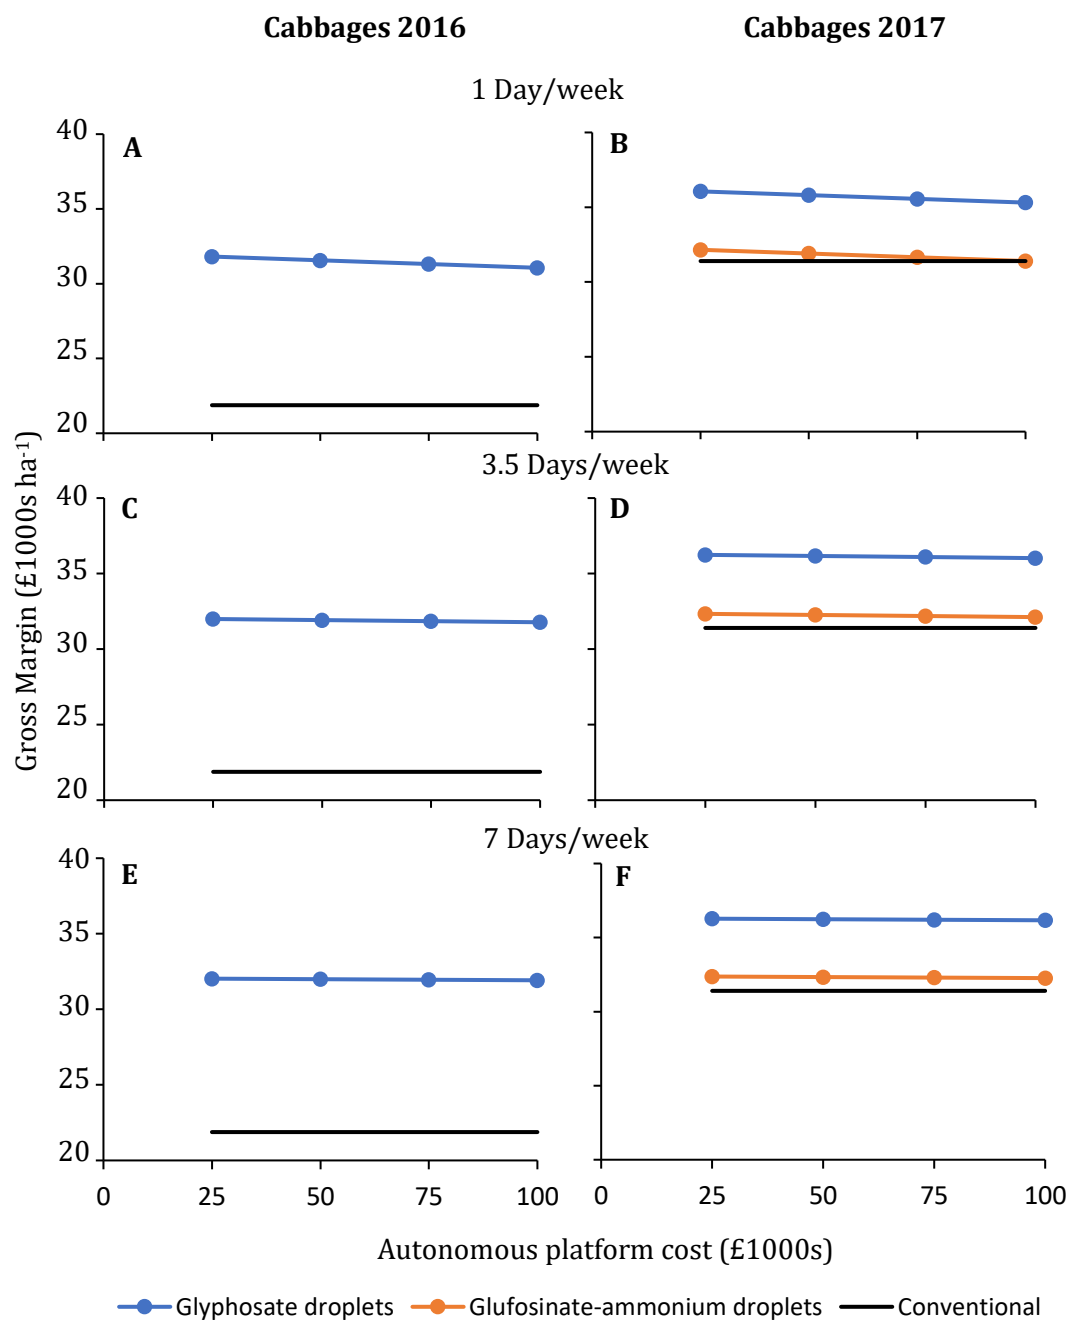 Cabbages 2016 Cabbages 2017
1 Day/week
A B
40
35
30
25
20
3.5 Days/week
C D
40
35
30
25
20
7 Days/week
E F
40
35
30
25
20
Gross Margin (£1000s ha⁻¹)
0 25 50 75 100 0 25 50 75 100
Autonomous platform cost (£1000s)
Glyphosate droplets Glufosinate-ammonium droplets Conventional